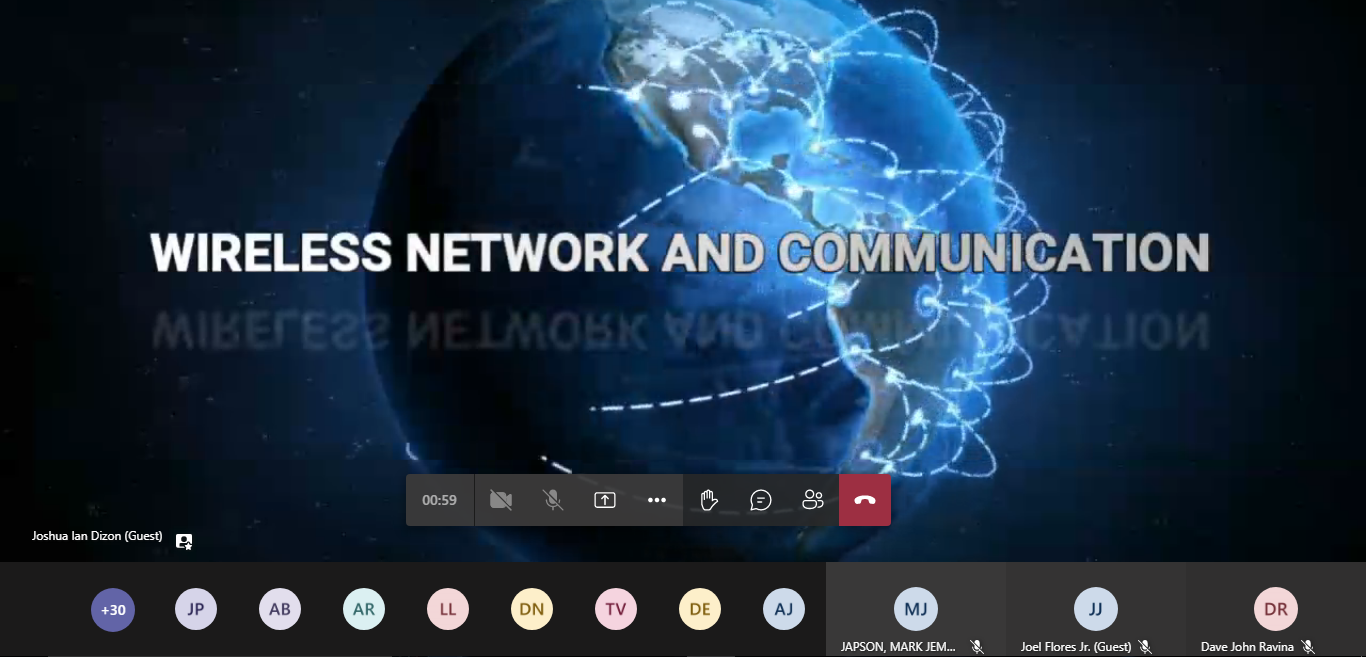 WIRELESS NETWORK AND COMMUNICATION
00:59
Joshua Ian Dizon (Guest)
+30 JP AB AR LL DN TV DE AJ MJ JJ DR
JAPSON, MARK JEM... Joel Flores Jr. (Guest) Dave John Ravina